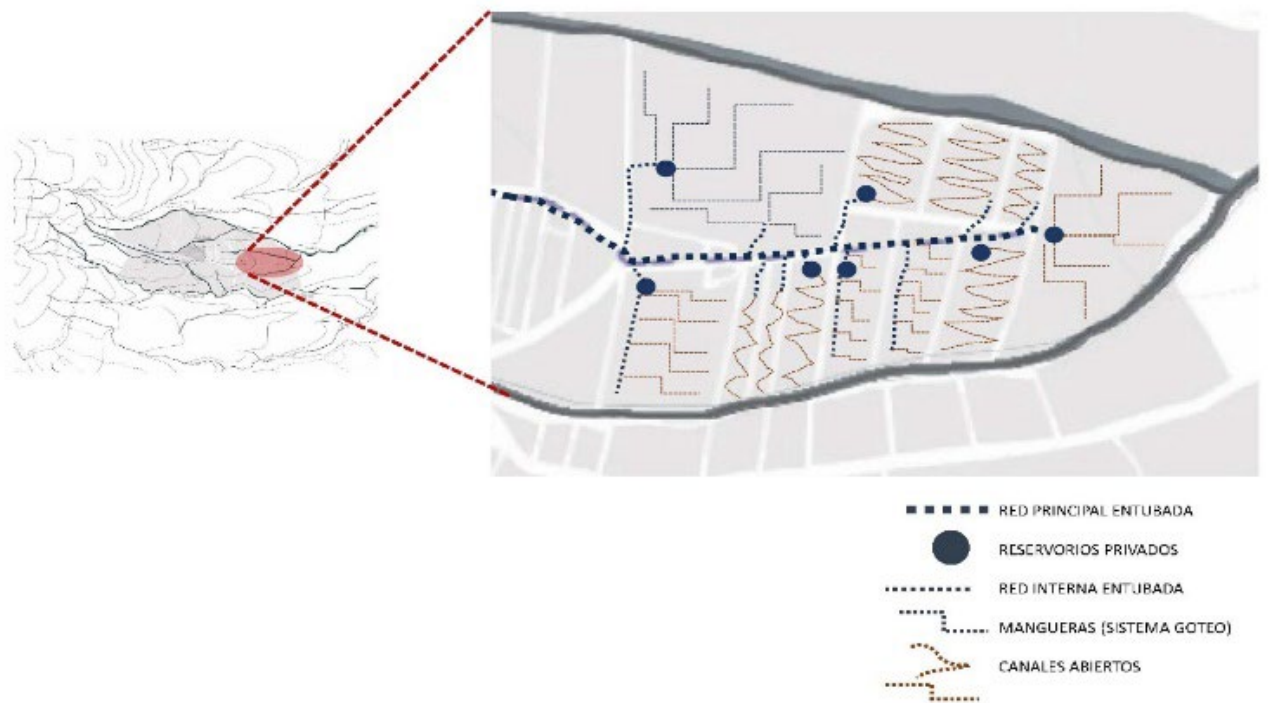 RED PRINCIPAL ENTUBADA
RESERVORIOS PRIVADOS
RED INTERNA ENTUBADA
MANGUERAS (SISTEMA GOTEO)
CANALES ABIERTOS